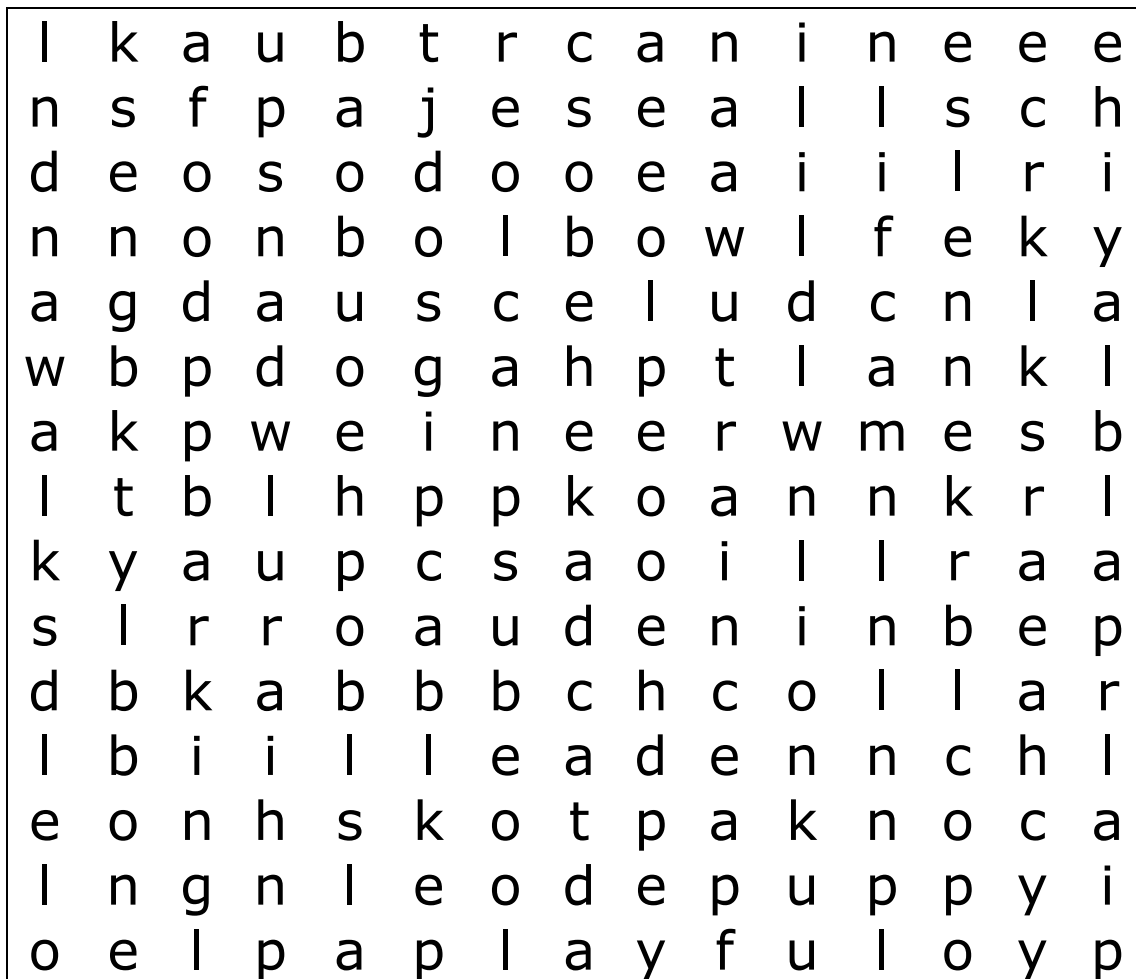 l k a u b t r c a n i n e e e
n s f p a j e s e a l l s c h
d e o s o d o o e a i i l r i
n n o n b o l b o w l f e k y
a g d a u s c e l u d c n l a
w b p d o g a h p t l a n k l
a k p w e i n e e r w m e s b
l t b l h p p k o a n n k r l
k y a u p c s a o i l l r a a
s l r r o a u d e n i n b e p
d b k a b b b c h c o l l a r
l b i i l l e a d e n n c h l
e o n h s k o t p a k n o c a
l n g n l e o d e p u p p y i
o e l p a p l a y f u l o y p